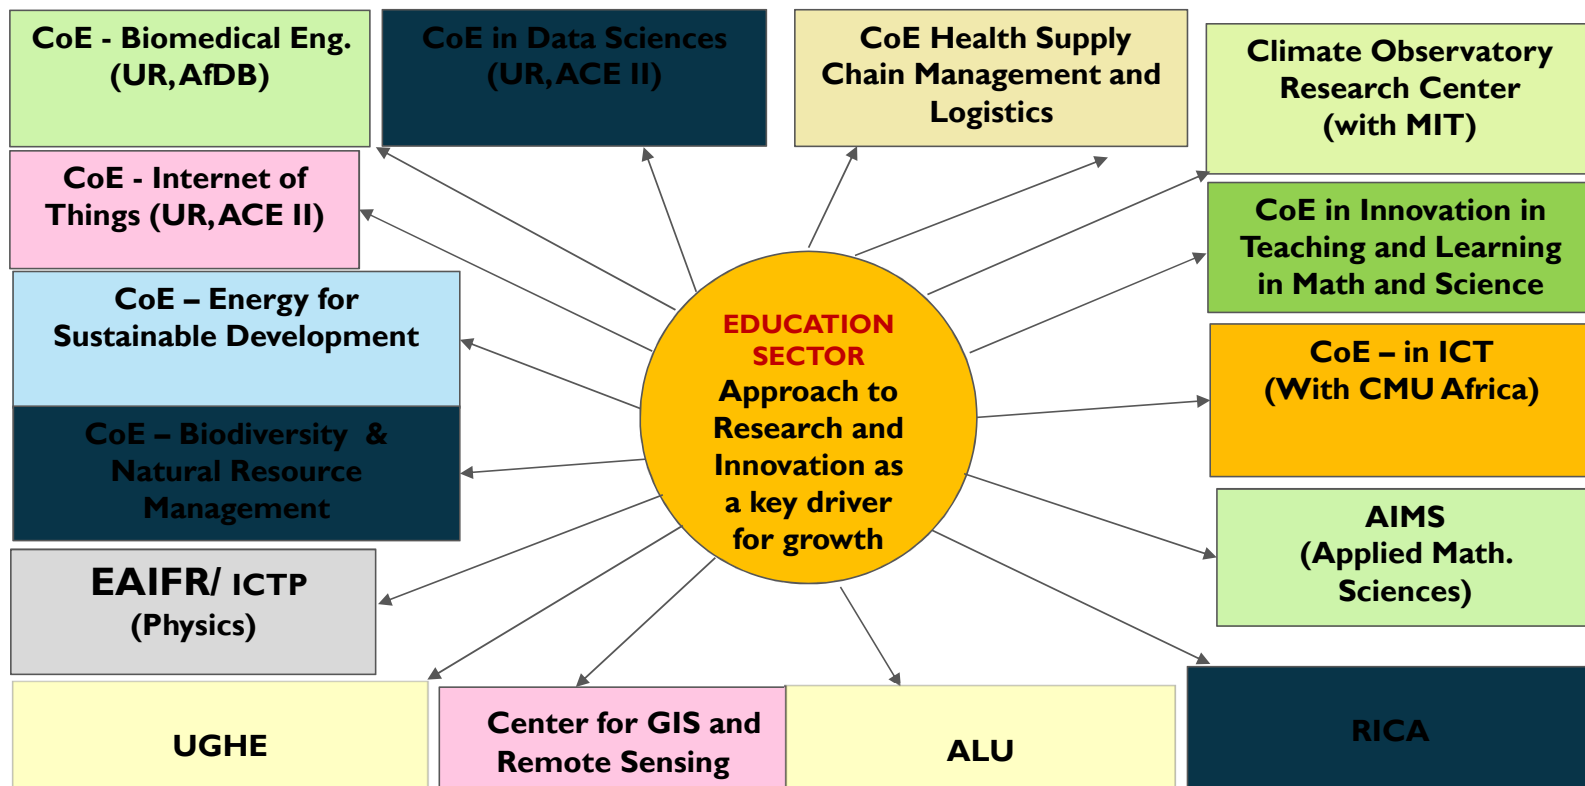 CoE - Biomedical Eng.
(UR, AfDB)
CoE in Data Sciences
(UR, ACE II)
CoE Health Supply
Chain Management and
Logistics
Climate Observatory
Research Center
(with MIT)
CoE - Internet of
Things (UR, ACE II)
CoE in Innovation in
Teaching and Learning
in Math and Science
CoE – Energy for
Sustainable Development
EDUCATION
SECTOR
Approach to
Research and
Innovation as
a key driver
for growth
CoE – in ICT
(With CMU Africa)
CoE – Biodiversity &
Natural Resource
Management
AIMS
(Applied Math.
Sciences)
EAIFR/ ICTP
(Physics)
UGHE
Center for GIS and
Remote Sensing
ALU
RICA